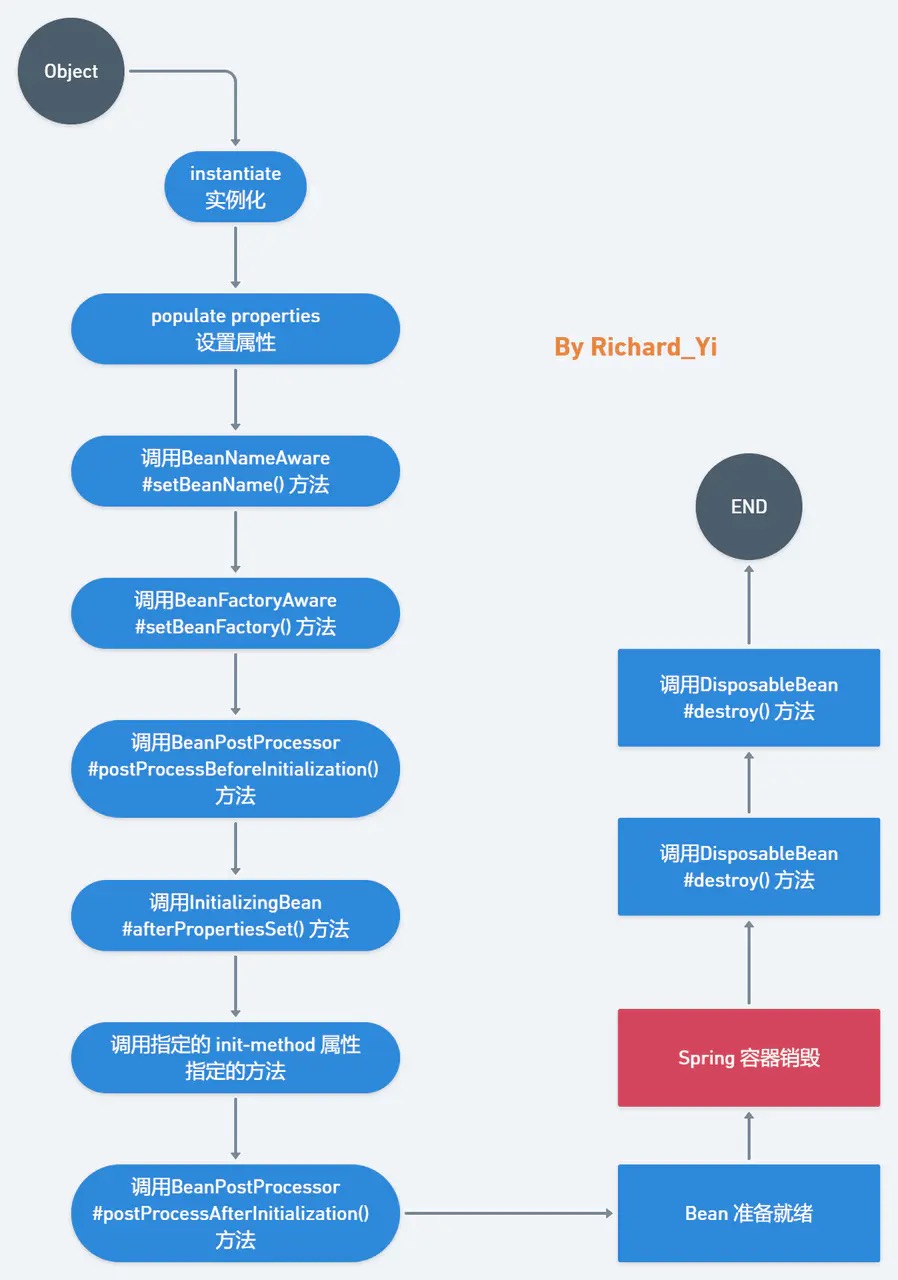 Object
instantiate
实例化
populate properties
设置属性
By Richard_Yi
调用BeanNameAware
#setBeanName() 方法
调用BeanFactoryAware
#setBeanFactory() 方法
调用BeanPostProcessor
#postProcessBeforeInitialization()
方法
调用InitializingBean
#afterPropertiesSet() 方法
调用指定的 init-method 属性
指定的方法
调用BeanPostProcessor
#postProcessAfterInitialization()
方法
Bean 准备就绪
Spring 容器销毁
调用DisposableBean
#destroy() 方法
调用DisposableBean
#destroy() 方法
END